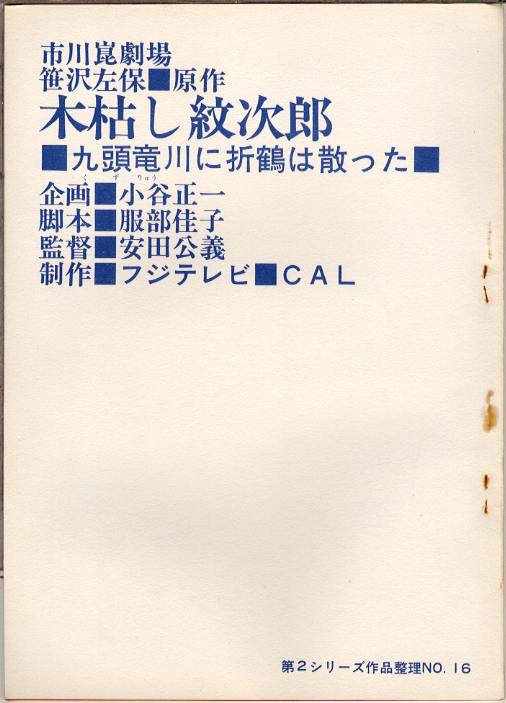 市川崑劇場
笹沢左保■原作
木枯し紋次郎
■九頭竜川に折鶴は散った■
くずりゅう
企画■小谷正一
脚本■服部佳子
監督■安田公義
制作■フジテレビ■CAL
第2シリーズ作品整理NO. 16